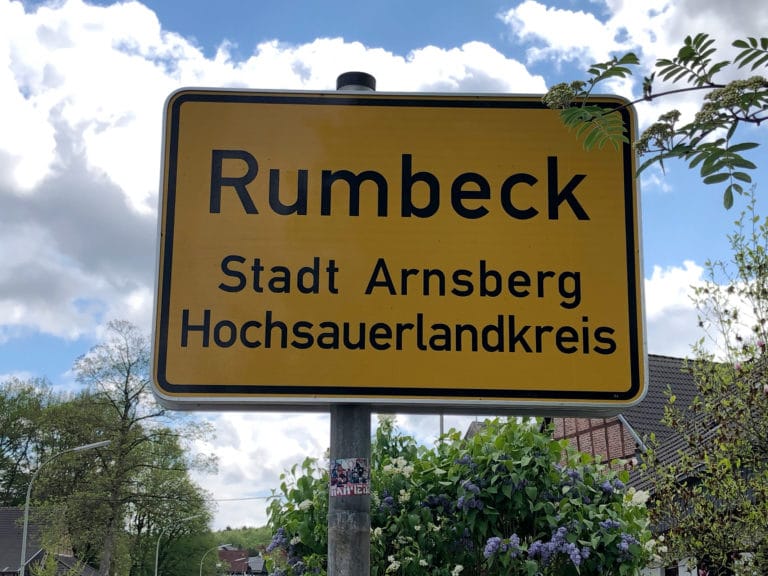 Rumbeck
Stadt Arnsberg
Hochsauerlandkreis